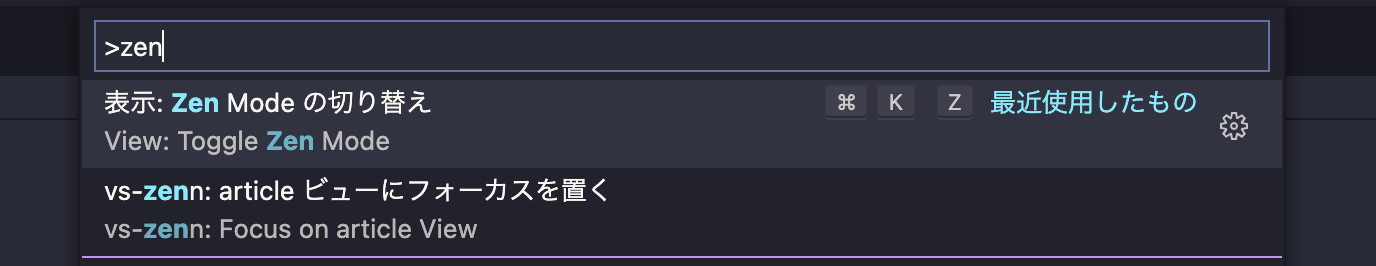 >zen
表示: Zen Mode の切り替え ⌘ K Z 最近使用したもの
View: Toggle Zen Mode
vs-zenn: article ビューにフォーカスを置く
vs-zenn: Focus on article View